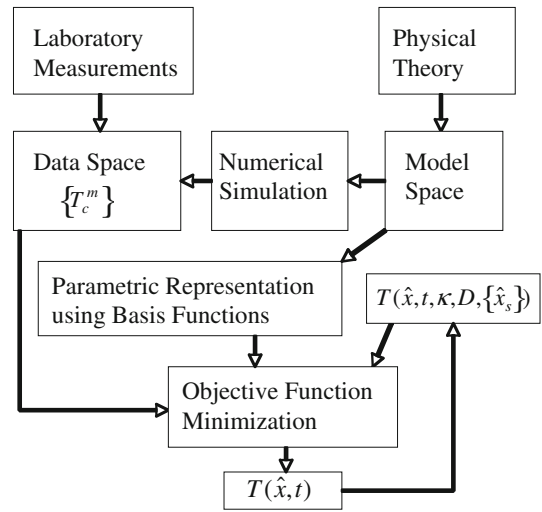 Laboratory
Measurements
Physical
Theory
Data Space
{T_c^m}
Numerical
Simulation
Model
Space
Parametric Representation
using Basis Functions
T(x̂,t,κ,D,{x̂_s})
Objective Function
Minimization
T(x̂,t)